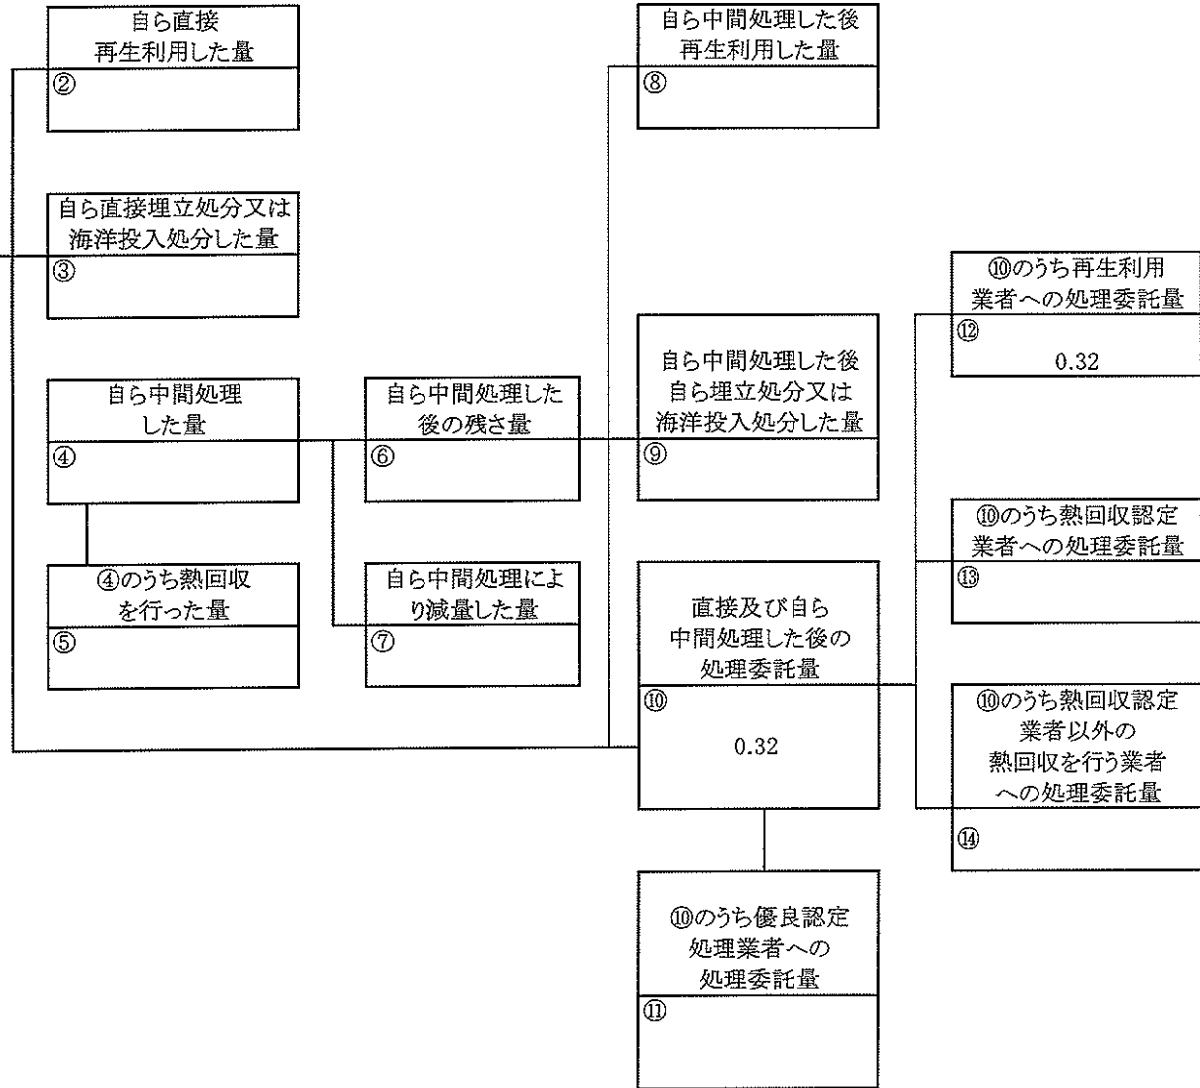 自ら直接
再生利用した量
②
自ら中間処理した後
再生利用した量
⑧
自ら直接埋立処分又は
海洋投入処分した量
③
⑩のうち再生利用
業者への処理委託量
⑫
0.32
自ら中間処理
した量
④
自ら中間処理した
後の残さ量
⑥
自ら中間処理した後
自ら埋立処分又は
海洋投入処分した量
⑨
⑩のうち熱回収認定
業者への処理委託量
⑬
④のうち熱回収
を行った量
⑤
自ら中間処理によ
り減量した量
⑦
直接及び自ら
中間処理した後の
処理委託量
⑩
0.32
⑩のうち熱回収認定
業者以外の
熱回収を行う業者
への処理委託量
⑭
⑩のうち優良認定
処理業者への
処理委託量
⑪